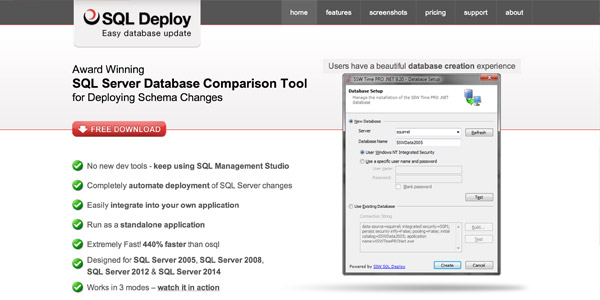 SQL Deploy
Easy database update
home features screenshots pricing support about
Award Winning
SQL Server Database Comparison Tool
for Deploying Schema Changes
FREE DOWNLOAD
No new dev tools - keep using SQL Management Studio
Completely automate deployment of SQL Server changes
Easily integrate into your own application
Run as a standalone application
Extremely Fast! 440% faster than osql
Designed for SQL Server 2005, SQL Server 2008,
SQL Server 2012 & SQL Server 2014
Works in 3 modes – watch it in action
Users have a beautiful database creation experience
SSW Time PRO .NET 9.20 - Database Setup
Database Setup
Manage the installation of the SSW Time PRO .NET
Database
New Database
Server squirrel Refresh
Database Name SSWData2005
Use Windows NT Integrated Security
Use a specific user name and password
User name:
Password:
Blank password
Test
Use Existing Database
Connection String
data source=squirrel; integrated security=SSPI;
persist security info=False; pooling=False; initial
catalog=SSWData2005; application
Build...
Test
Powered by SSW SQL Deploy Create Cancel